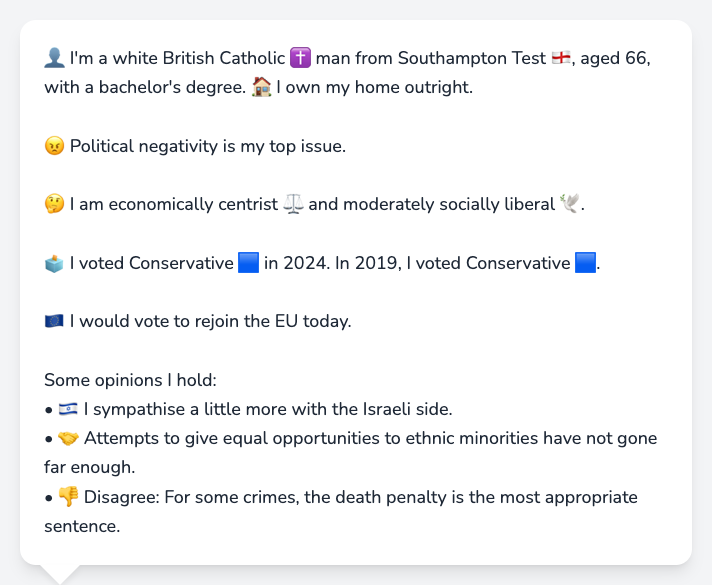 👤 I'm a white British Catholic ✝️ man from Southampton Test 🏴󠁧󠁢󠁥󠁮󠁧󠁿, aged 66,
with a bachelor's degree. 🏠 I own my home outright.
😠 Political negativity is my top issue.
🤔 I am economically centrist ⚖️ and moderately socially liberal 🕊️.
🗳️ I voted Conservative 🟦 in 2024. In 2019, I voted Conservative 🟦.
🇪🇺 I would vote to rejoin the EU today.
Some opinions I hold:
• 🇮🇱 I sympathise a little more with the Israeli side.
• 🤝 Attempts to give equal opportunities to ethnic minorities have not gone
far enough.
• 👎 Disagree: For some crimes, the death penalty is the most appropriate
sentence.